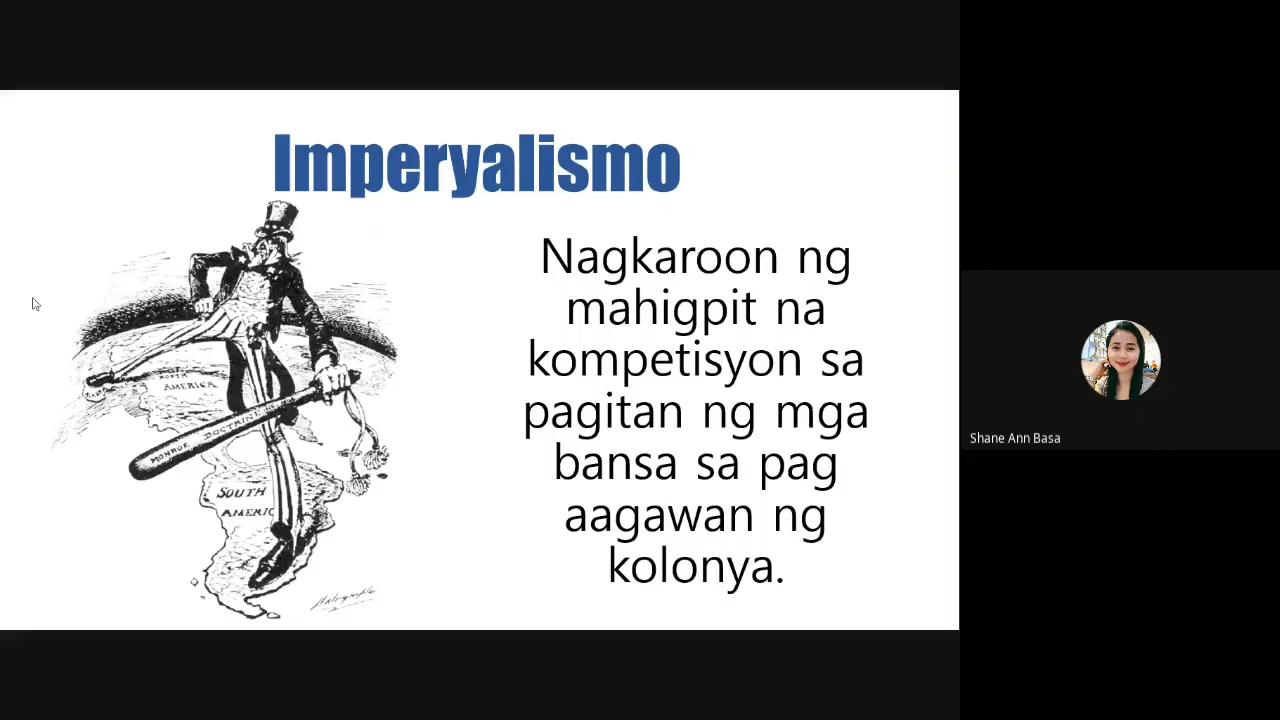 Imperyalismo
Nagkaroon ng
mahigpit na
kompetisyon sa
pagitan ng mga
bansa sa pag
aagawan ng
kolonya.
NORTH
AMERICA
MONROE DOCTRINE
SOUTH
AMERIC
Shane Ann Basa